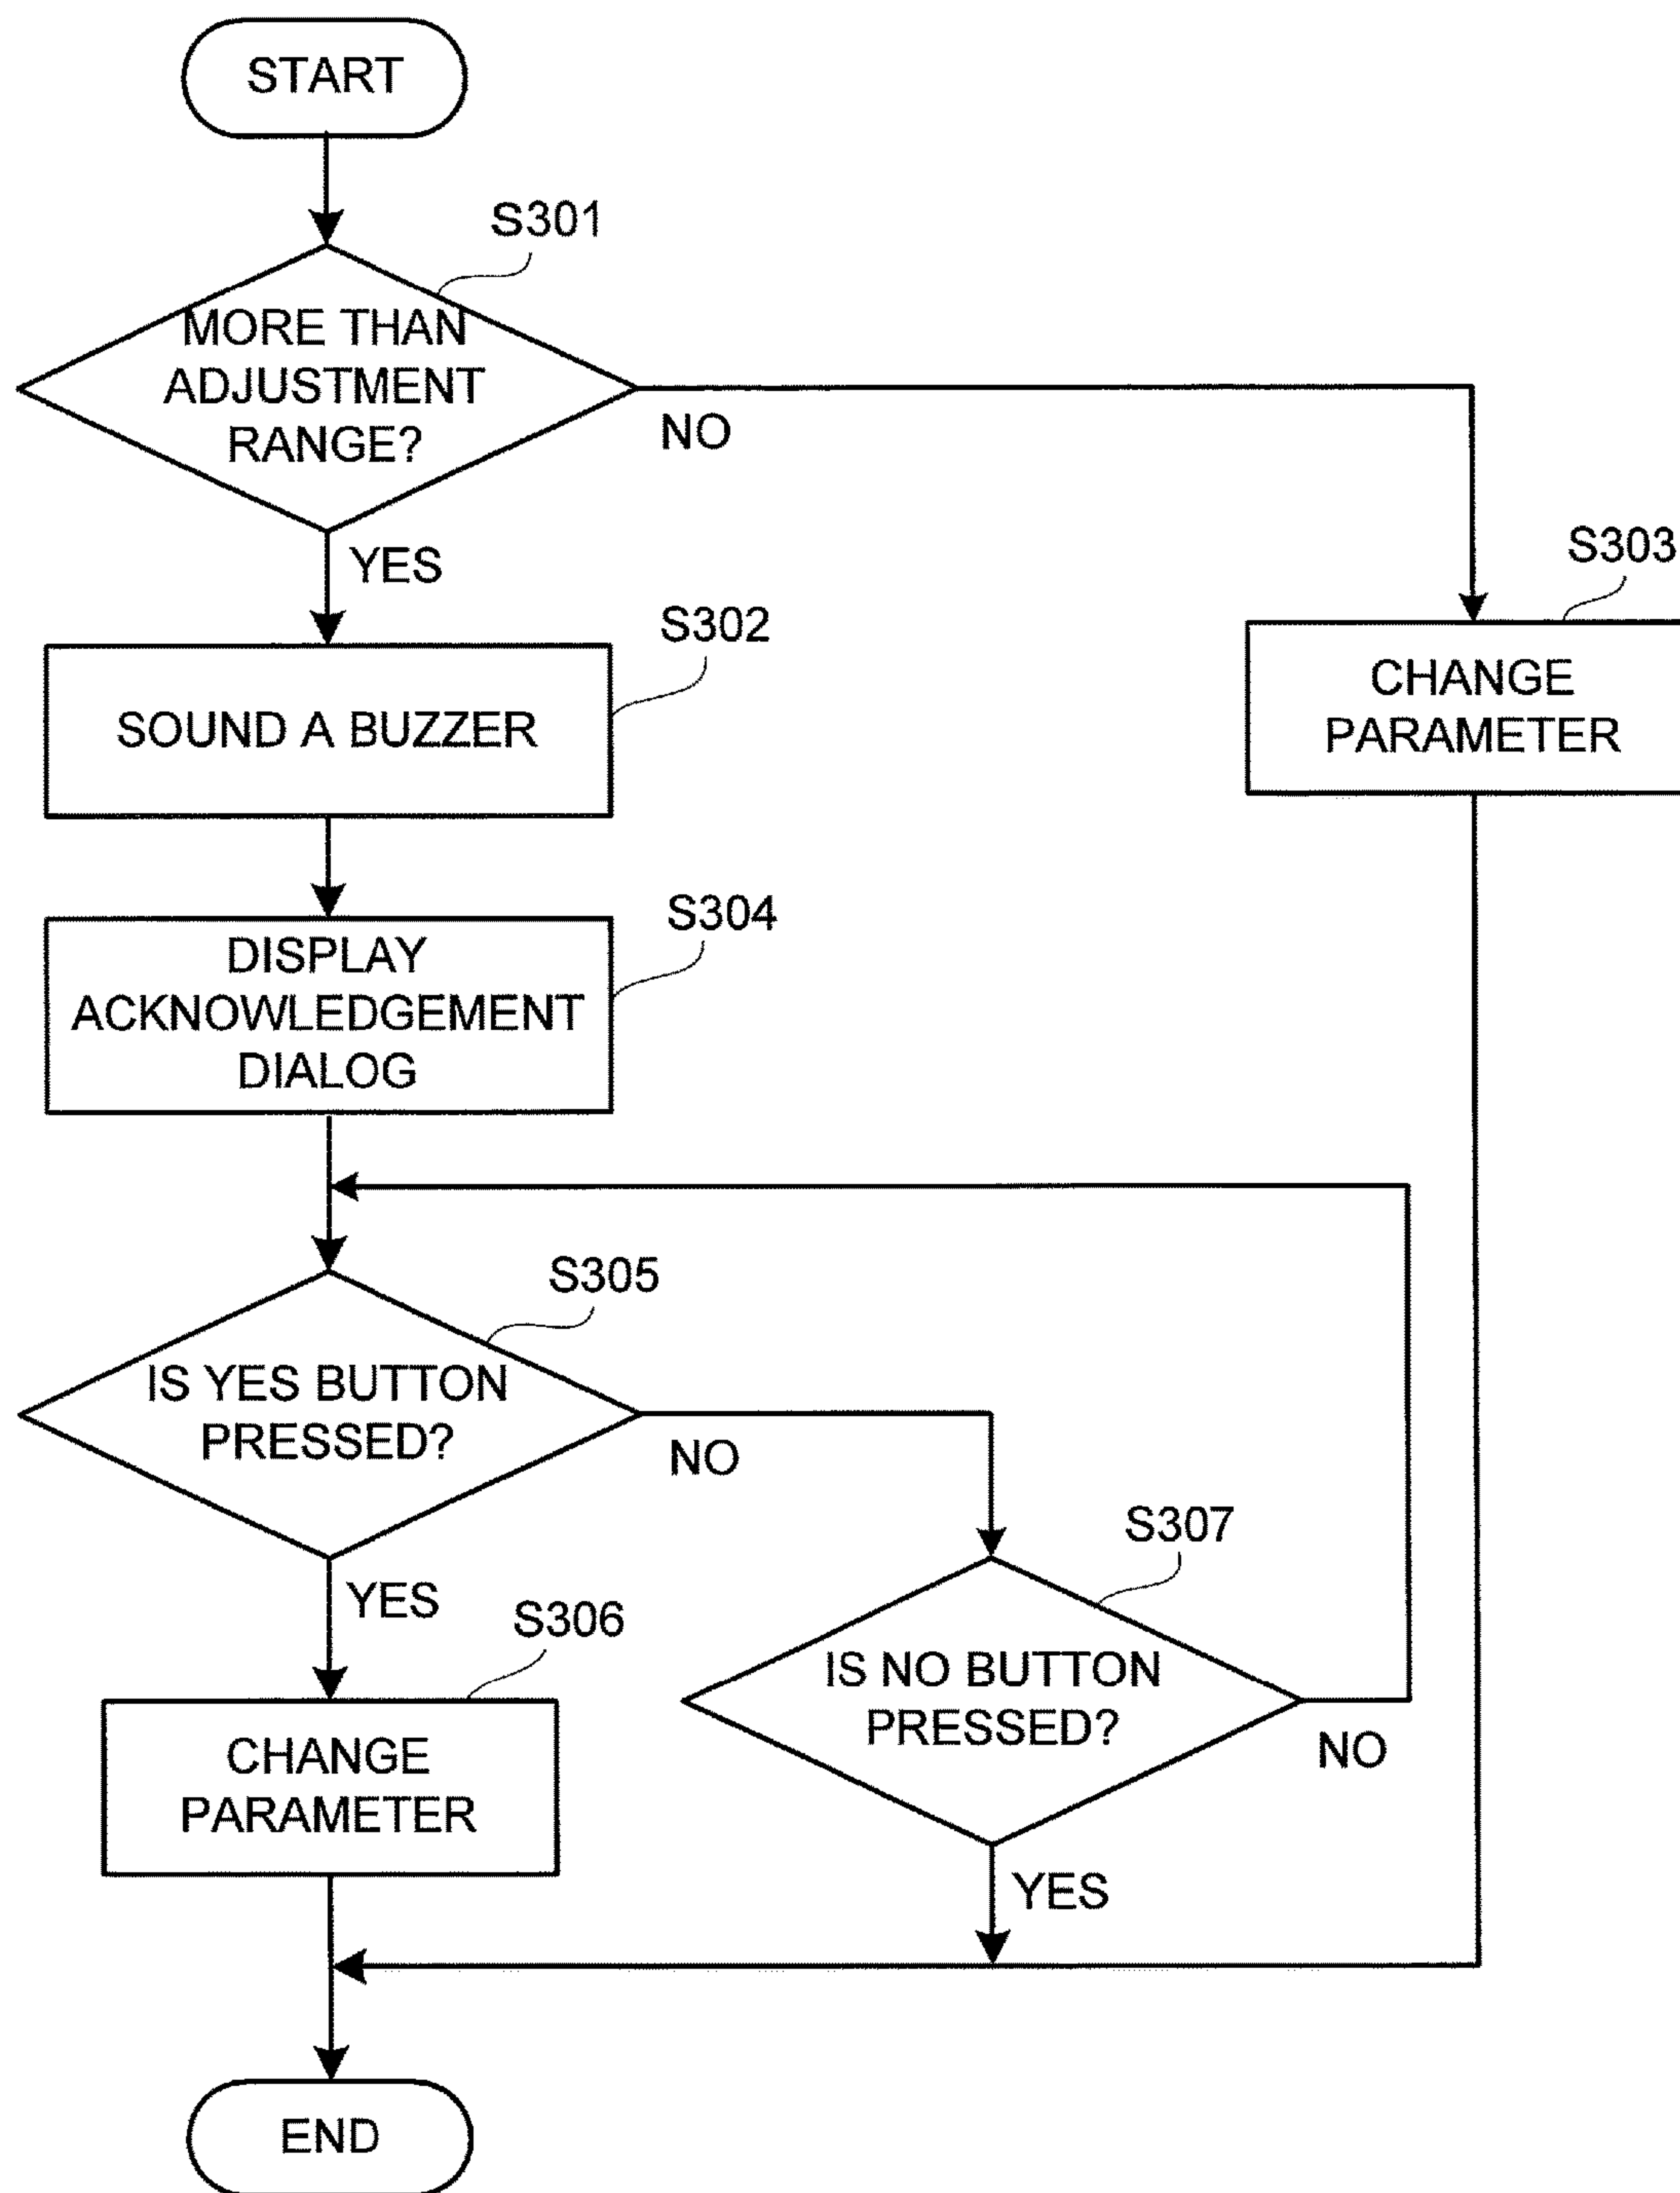 START
S301
MORE THAN
ADJUSTMENT
RANGE?
NO
YES
S303
CHANGE
PARAMETER
S302
SOUND A BUZZER
S304
DISPLAY
ACKNOWLEDGEMENT
DIALOG
S305
IS YES BUTTON
PRESSED?
NO
YES
S307
IS NO BUTTON
PRESSED?
NO
YES
S306
CHANGE
PARAMETER
END